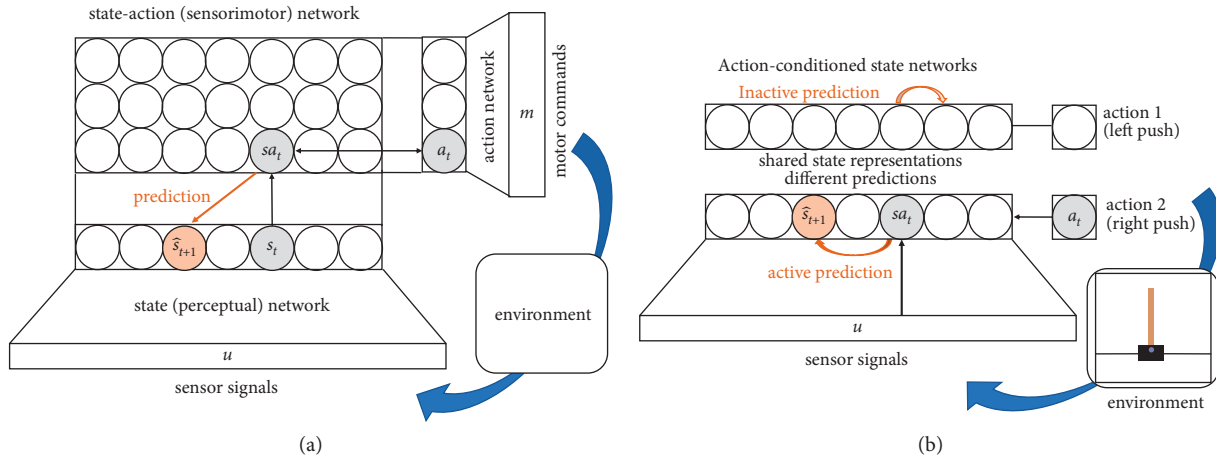 state-action (sensorimotor) network
sa_t
a_t
action network
m
motor commands
prediction
ŝ_{t+1}
s_t
state (perceptual) network
u
sensor signals
environment
(a)
Action-conditioned state networks
Inactive prediction
action 1
(left push)
shared state representations
different predictions
ŝ_{t+1}
sa_t
a_t
action 2
(right push)
active prediction
u
sensor signals
environment
(b)